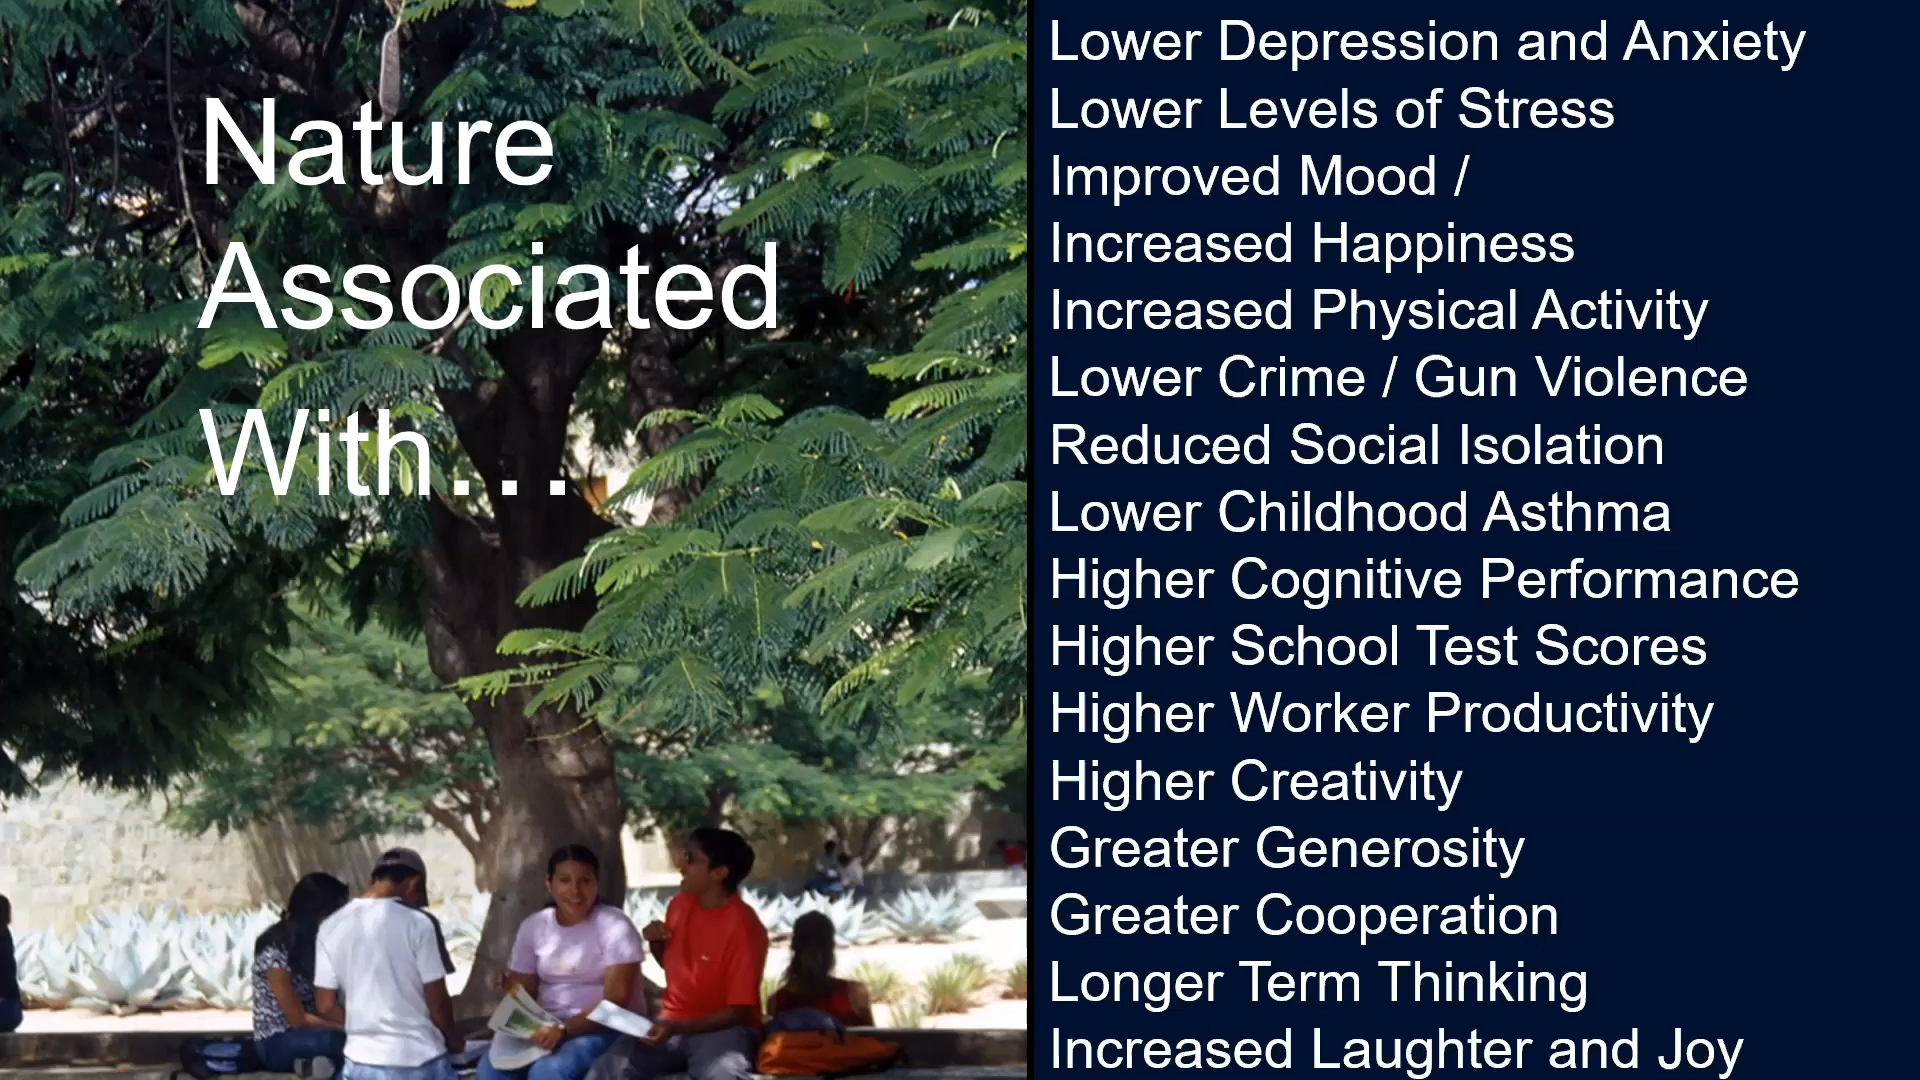 Nature
Associated
With…
Lower Depression and Anxiety
Lower Levels of Stress
Improved Mood /
Increased Happiness
Increased Physical Activity
Lower Crime / Gun Violence
Reduced Social Isolation
Lower Childhood Asthma
Higher Cognitive Performance
Higher School Test Scores
Higher Worker Productivity
Higher Creativity
Greater Generosity
Greater Cooperation
Longer Term Thinking
Increased Laughter and Joy